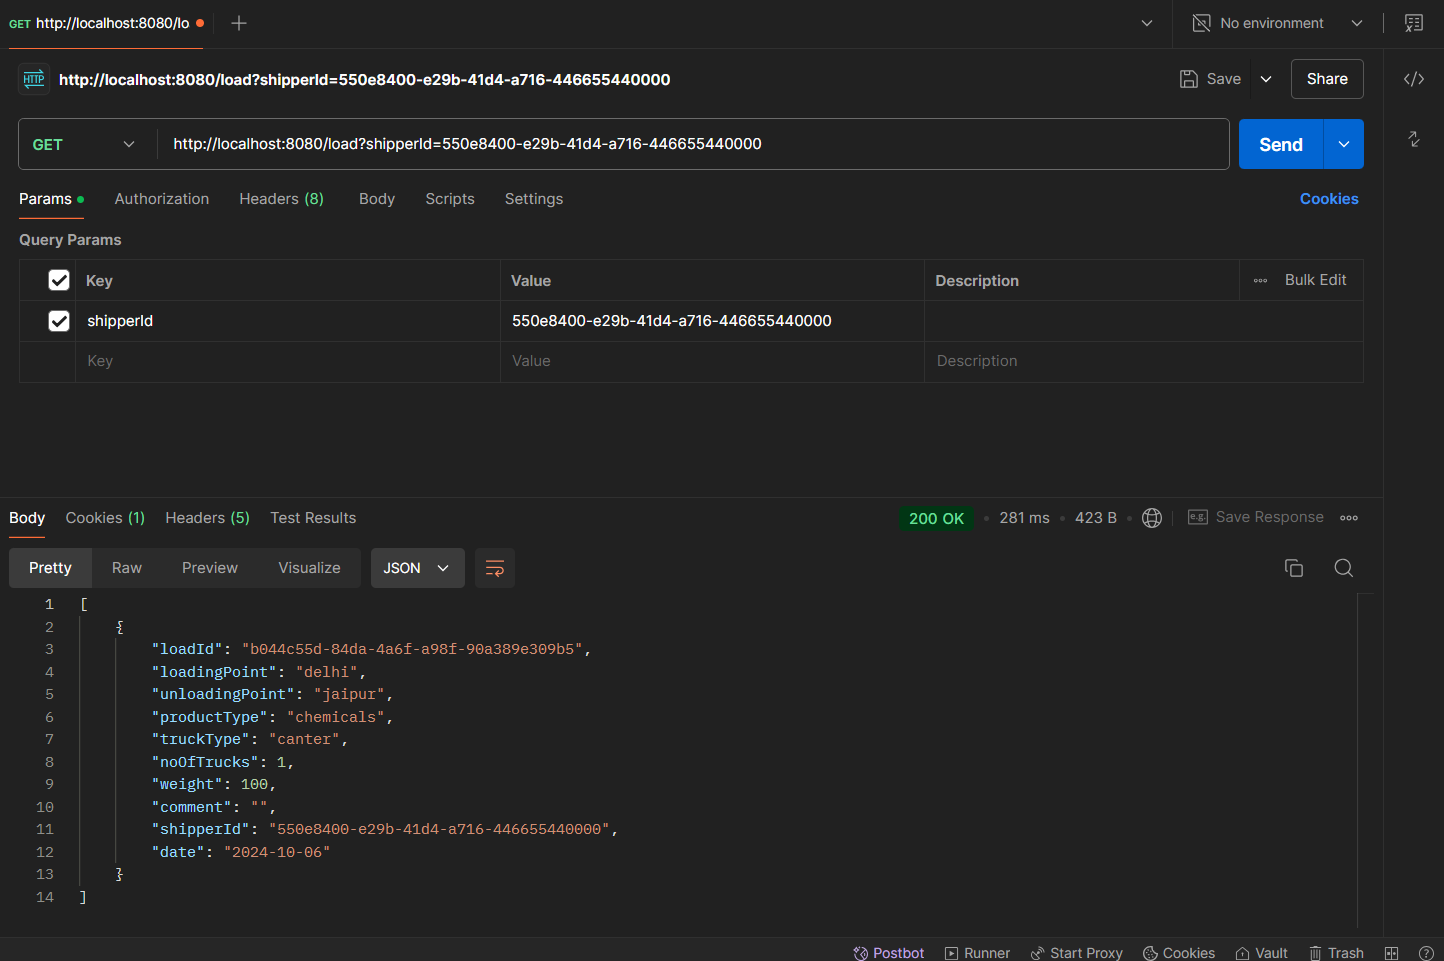 GET http://localhost:8080/lo
No environment
HTTP http://localhost:8080/load?shipperId=550e8400-e29b-41d4-a716-446655440000 Save Share
GET http://localhost:8080/load?shipperId=550e8400-e29b-41d4-a716-446655440000 Send
Params Authorization Headers (8) Body Scripts Settings Cookies
Query Params
Key Value Description Bulk Edit
shipperId 550e8400-e29b-41d4-a716-446655440000
Key Value Description
Body Cookies (1) Headers (5) Test Results 200 OK 281 ms 423 B e.g. Save Response
Pretty Raw Preview Visualize JSON
1 [
2 {
3 "loadId": "b044c55d-84da-4a6f-a98f-90a389e309b5",
4 "loadingPoint": "delhi",
5 "unloadingPoint": "jaipur",
6 "productType": "chemicals",
7 "truckType": "canter",
8 "noOfTrucks": 1,
9 "weight": 100,
10 "comment": "",
11 "shipperId": "550e8400-e29b-41d4-a716-446655440000",
12 "date": "2024-10-06"
13 }
14 ]
Postbot Runner Start Proxy Cookies Vault Trash